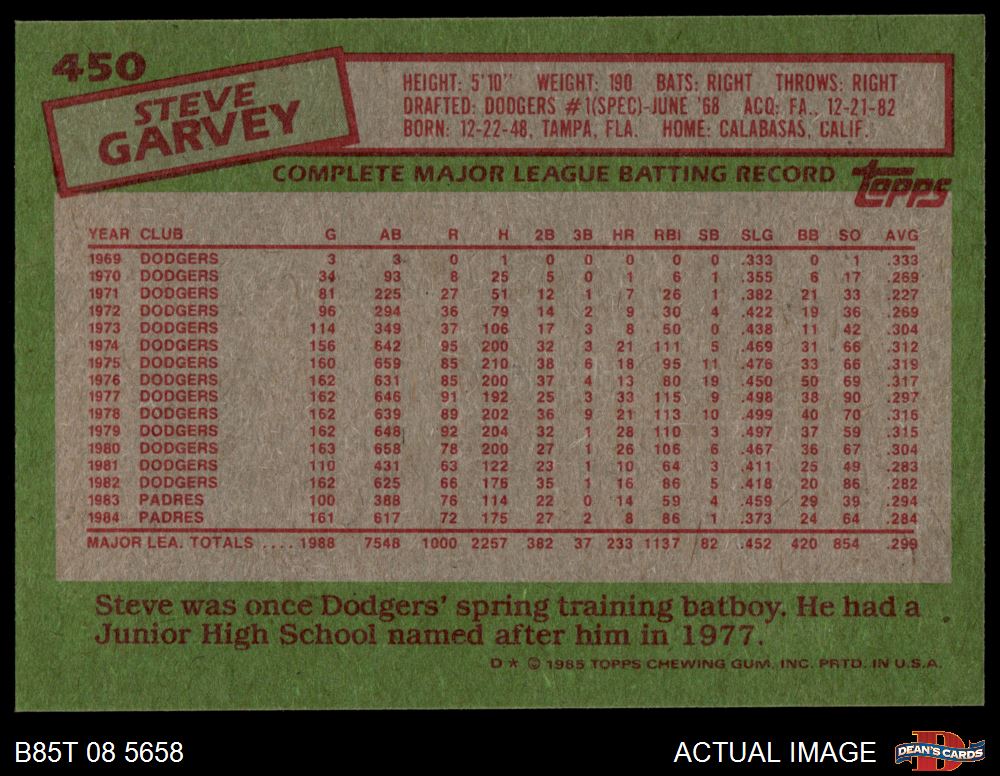 450
STEVE
GARVEY
HEIGHT: 5'10" WEIGHT: 190 BATS: RIGHT THROWS: RIGHT
DRAFTED: DODGERS #1(SPEC)-JUNE '68 ACQ: FA., 12-21-82
BORN: 12-22-48, TAMPA, FLA. HOME: CALABASAS, CALIF.
COMPLETE MAJOR LEAGUE BATTING RECORD
topps
YEAR CLUB G AB R H 2B 3B HR RBI SB SLG BB SO AVG
1969 DODGERS 3 3 0 1 0 0 0 0 0 .333 0 1 .333
1970 DODGERS 34 93 8 25 5 0 1 6 1 .355 6 17 .269
1971 DODGERS 81 225 27 51 12 1 7 26 1 .382 21 33 .227
1972 DODGERS 96 294 36 79 14 2 9 30 4 .422 19 36 .269
1973 DODGERS 114 349 37 106 17 3 8 50 0 .438 11 42 .304
1974 DODGERS 156 642 95 200 32 3 21 111 5 .469 31 66 .312
1975 DODGERS 160 659 85 210 38 6 18 95 11 .476 33 66 .319
1976 DODGERS 162 631 85 200 37 4 13 80 19 .450 50 69 .317
1977 DODGERS 162 646 91 192 25 3 33 115 9 .498 38 90 .297
1978 DODGERS 162 639 89 202 36 9 21 113 10 .499 40 70 .316
1979 DODGERS 162 648 92 204 32 1 28 110 3 .497 37 59 .315
1980 DODGERS 163 658 78 200 27 1 26 106 6 .467 36 67 .304
1981 DODGERS 110 431 63 122 23 1 10 64 3 .411 25 49 .283
1982 DODGERS 162 625 66 176 35 1 16 86 5 .418 20 86 .282
1983 PADRES 100 388 76 114 22 0 14 59 4 .459 29 39 .294
1984 PADRES 161 617 72 175 27 2 8 86 1 .373 24 64 .284
MAJOR LEA. TOTALS .... 1988 7548 1000 2257 382 37 233 1137 82 .452 420 854 .299
Steve was once Dodgers' spring training batboy. He had a
Junior High School named after him in 1977.
D * © 1985 TOPPS CHEWING GUM, INC. PRTD. IN U.S.A.
B85T 08 5658
ACTUAL IMAGE
D
DEAN'S CARDS